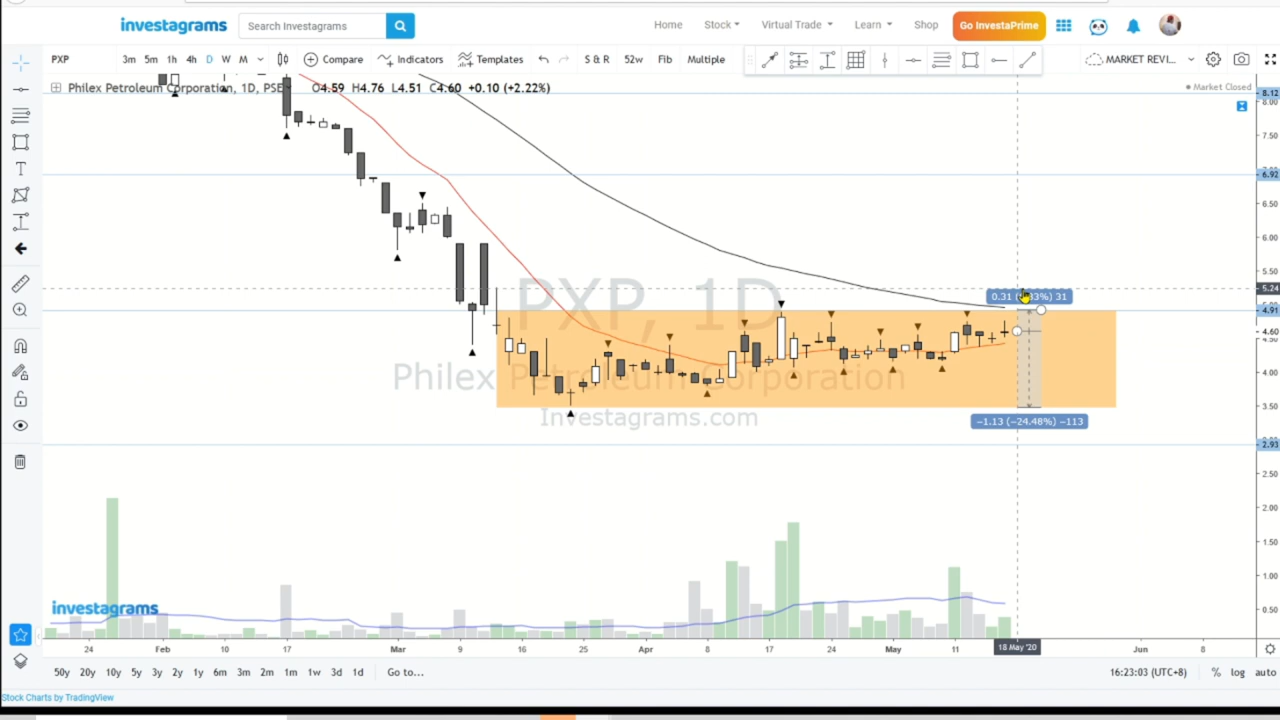 investagrams
Search Investagrams
Home
Stock
Virtual Trade
Learn
Shop
Go InvestaPrime
PXP
3m 5m 1h 4h D W
Compare
Indicators
Templates
S & R
52w
Fib
Multiple
MARKET REVI...
Philex Petroleum Corporation, 1D, PSE
O4.59 H4.76 L4.51 C4.60 +0.10 (+2.22%)
Market Closed
8.12
8.00
7.50
6.92
6.50
6.00
5.50
5.24
4.91
4.60
4.50
4.00
3.50
2.93
2.50
2.00
1.50
1.00
0.50
PXP, 1D
Philex Petroleum Corporation
Investagrams.com
0.31 31
−1.13 (−24.48%) −113
investagrams
24 Feb 10 17 Mar 9 16 25 Apr 8 17 24 May 11 18 May '20 Jun 8
50y 20y 10y 5y 3y 2y 1y 6m 3m 2m 1m 1w 3d 1d Go to...
16:23:03 (UTC+8) % log auto
Stock Charts by TradingView